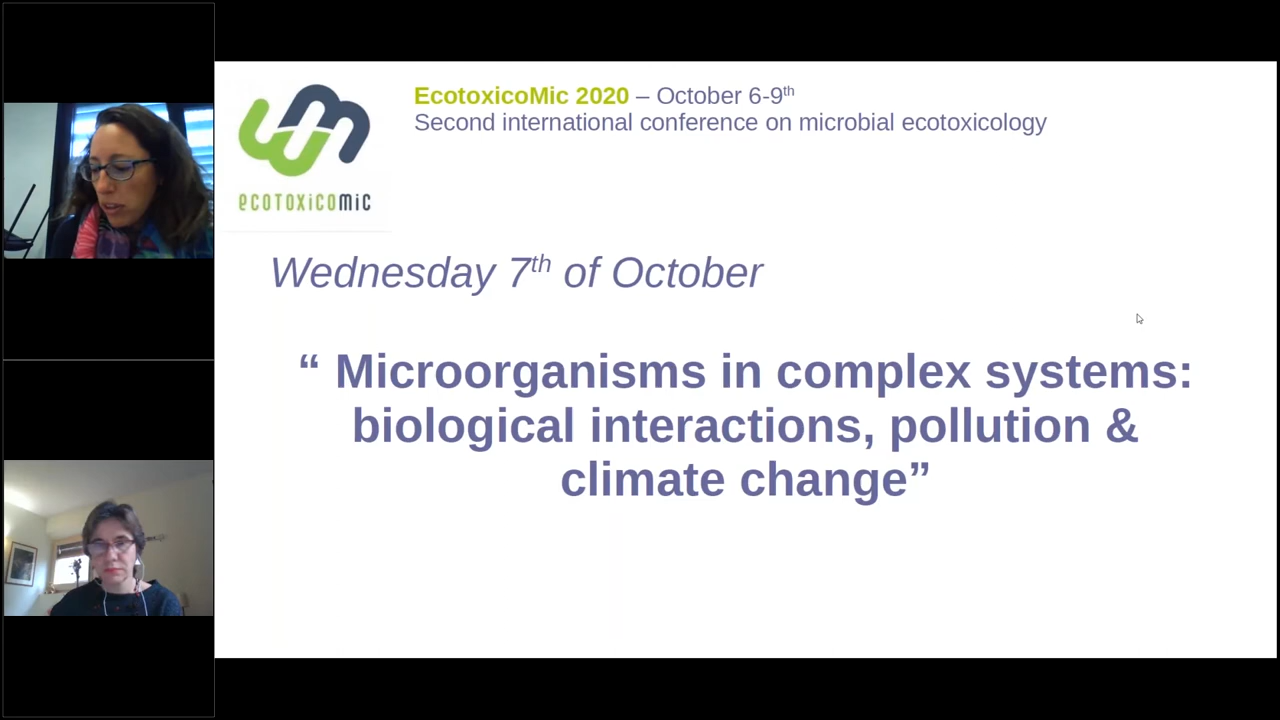 EcotoxicoMic 2020 – October 6-9th
Second international conference on microbial ecotoxicology
ecotoxicomic
Wednesday 7th of October
“ Microorganisms in complex systems:
biological interactions, pollution &
climate change”